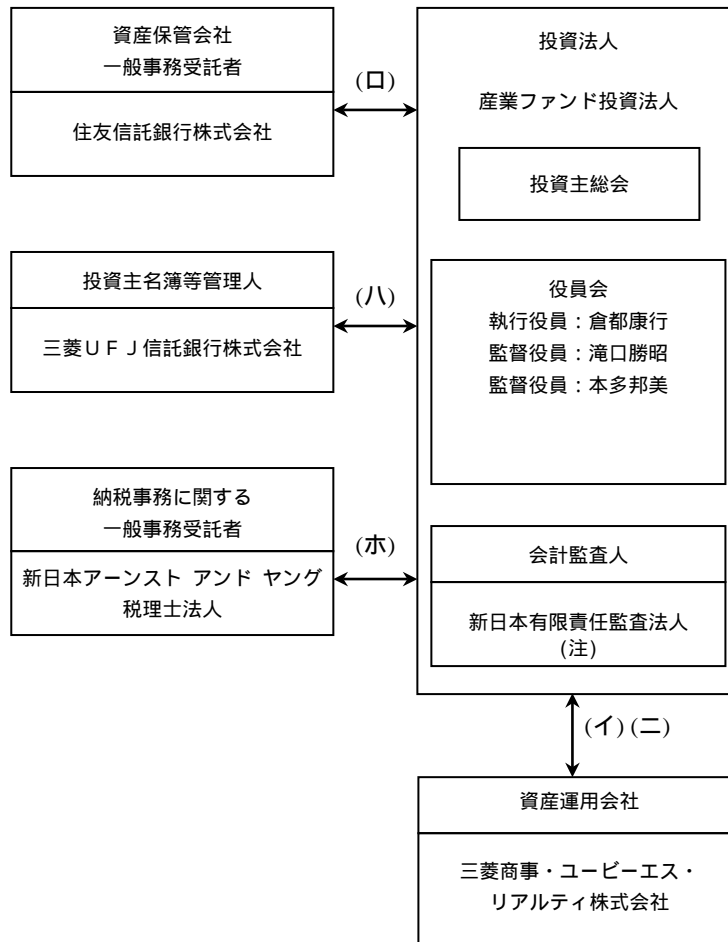 資産保管会社
一般事務受託者
住友信託銀行株式会社
(ロ)
投資主名簿等管理人
三菱ＵＦＪ信託銀行株式会社
(ハ)
納税事務に関する
一般事務受託者
新日本アーンスト アンド ヤング
税理士法人
(ホ)
投資法人
産業ファンド投資法人
投資主総会
役員会
執行役員：倉都康行
監督役員：滝口勝昭
監督役員：本多邦美
会計監査人
新日本有限責任監査法人
(注)
(イ) (ニ)
資産運用会社
三菱商事・ユービーエス・
リアルティ株式会社